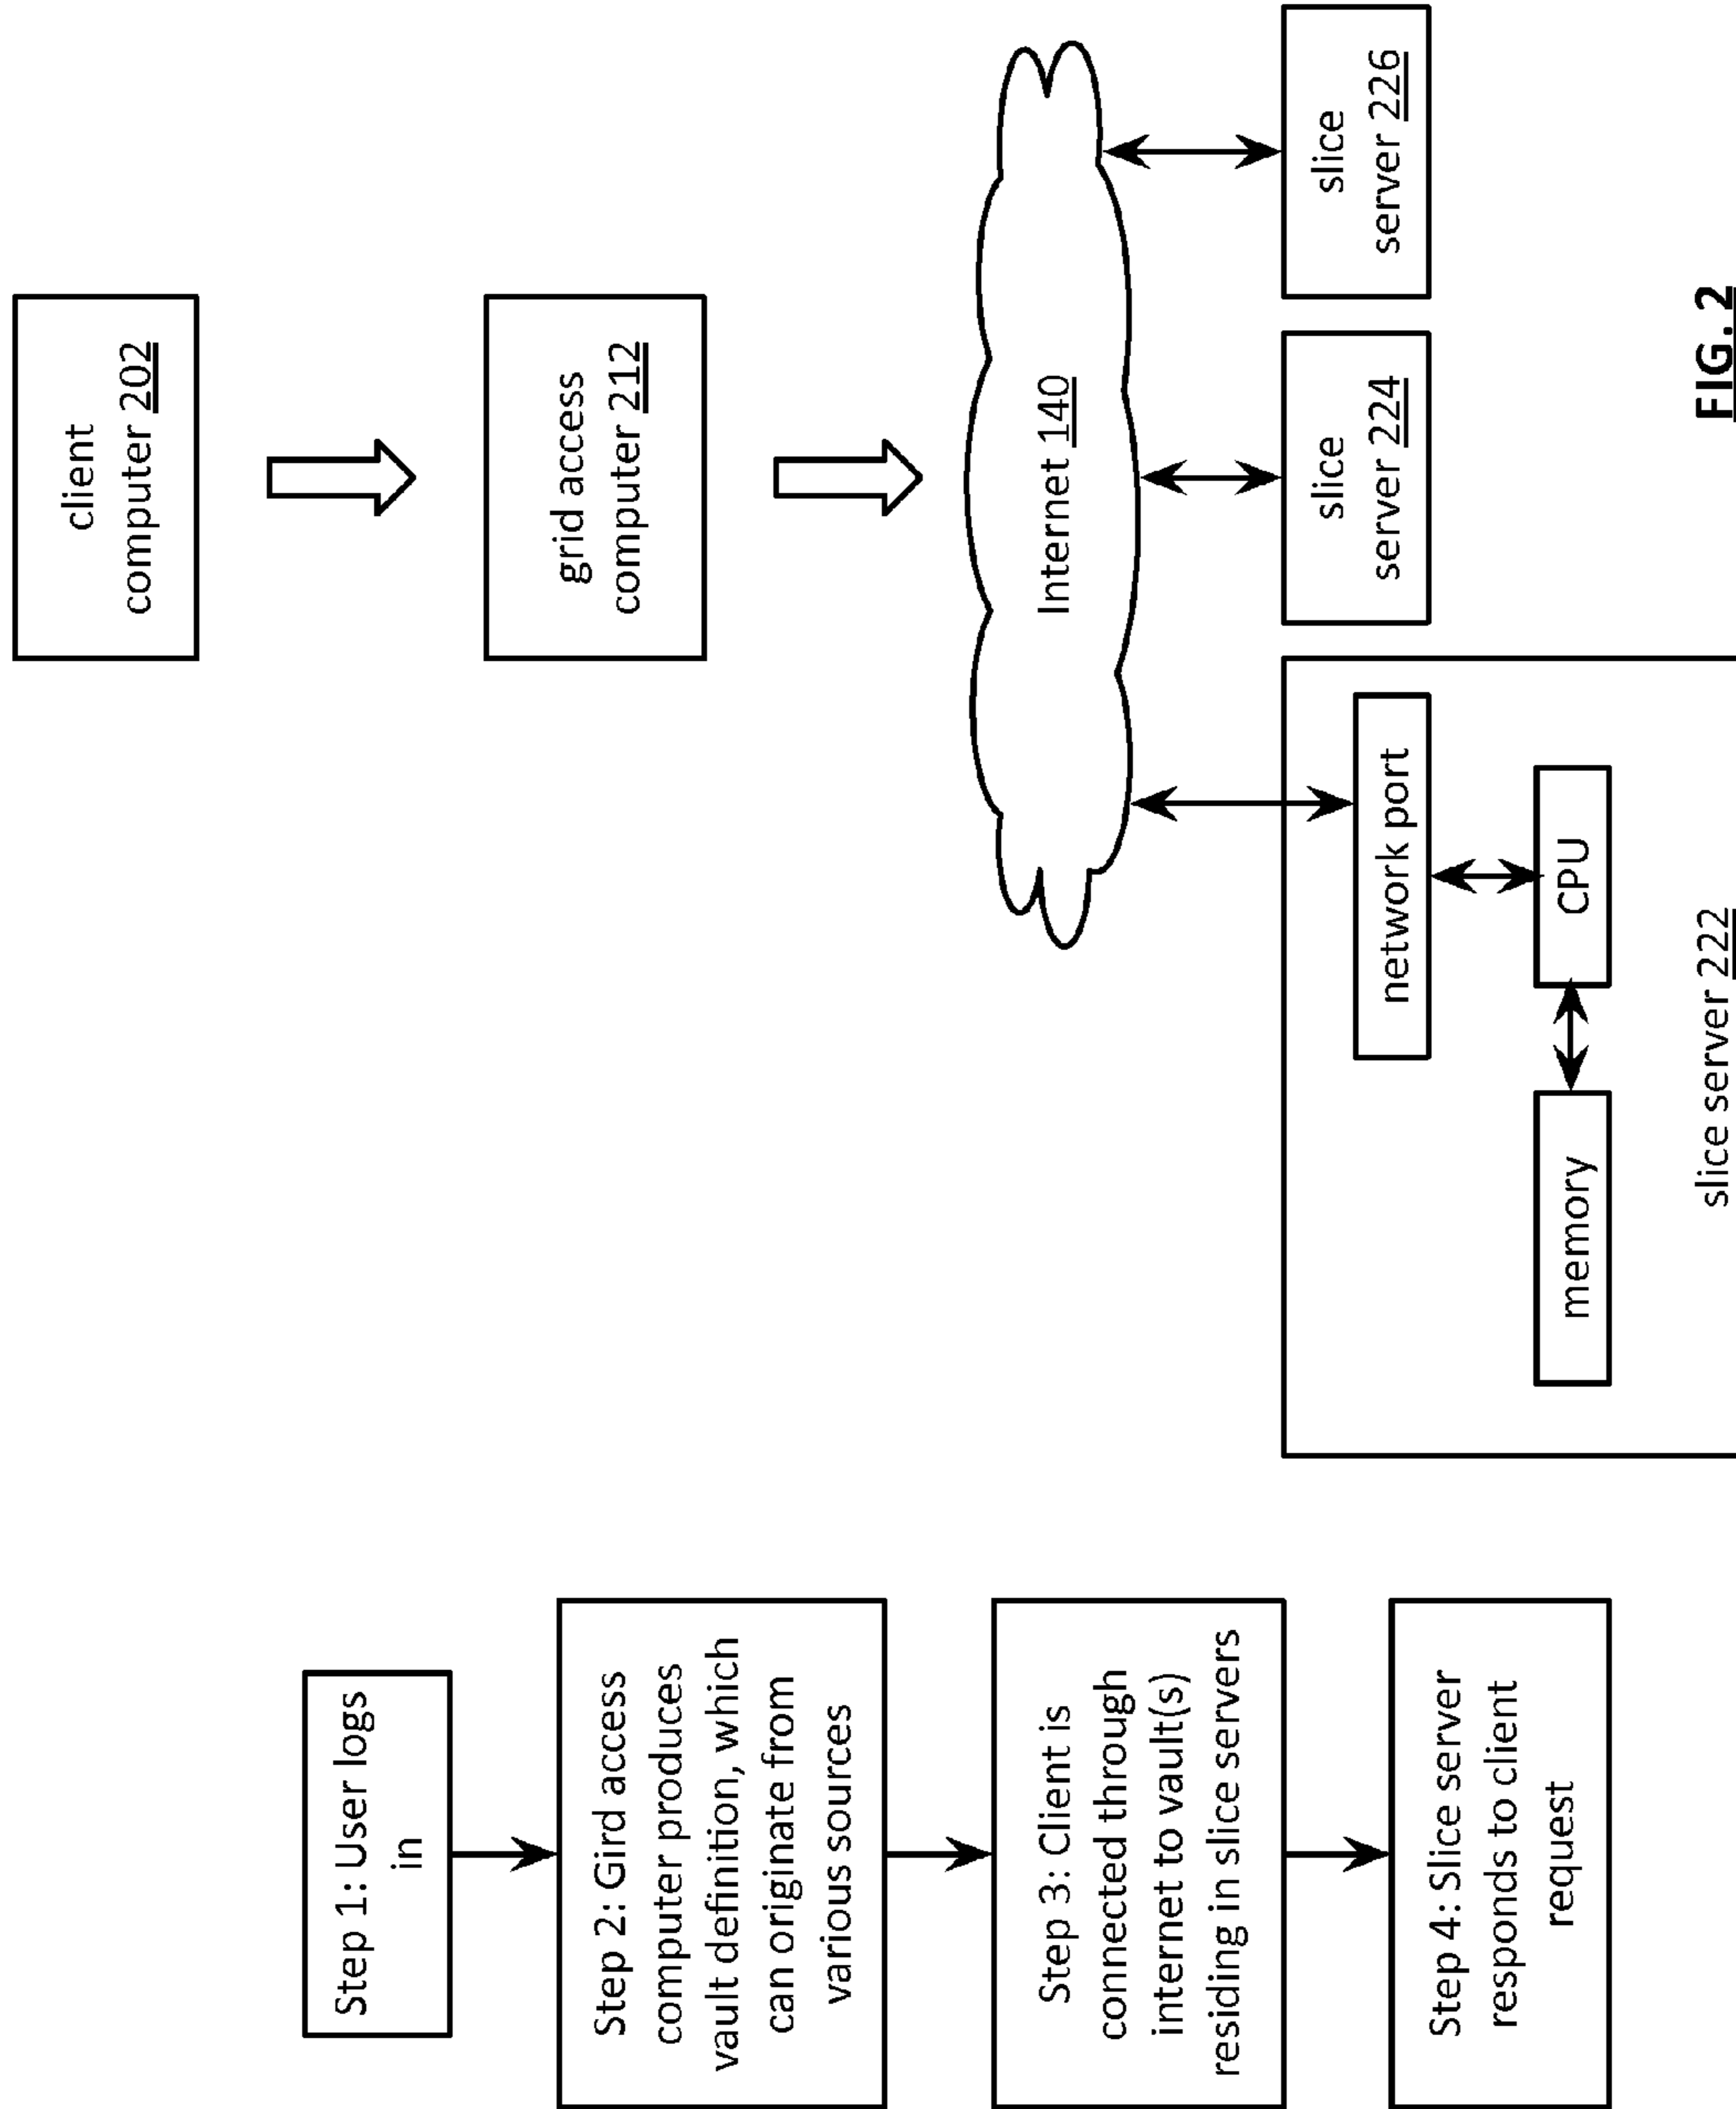 Step 1: User logs
in
Step 2: Gird access
computer produces
vault definition, which
can originate from
various sources
Step 3: Client is
connected through
internet to vault(s)
residing in slice servers
Step 4: Slice server
responds to client
request
client
computer 202
grid access
computer 212
Internet 140
network port
CPU
memory
slice server 222
slice
server 224
slice
server 226
FIG. 2